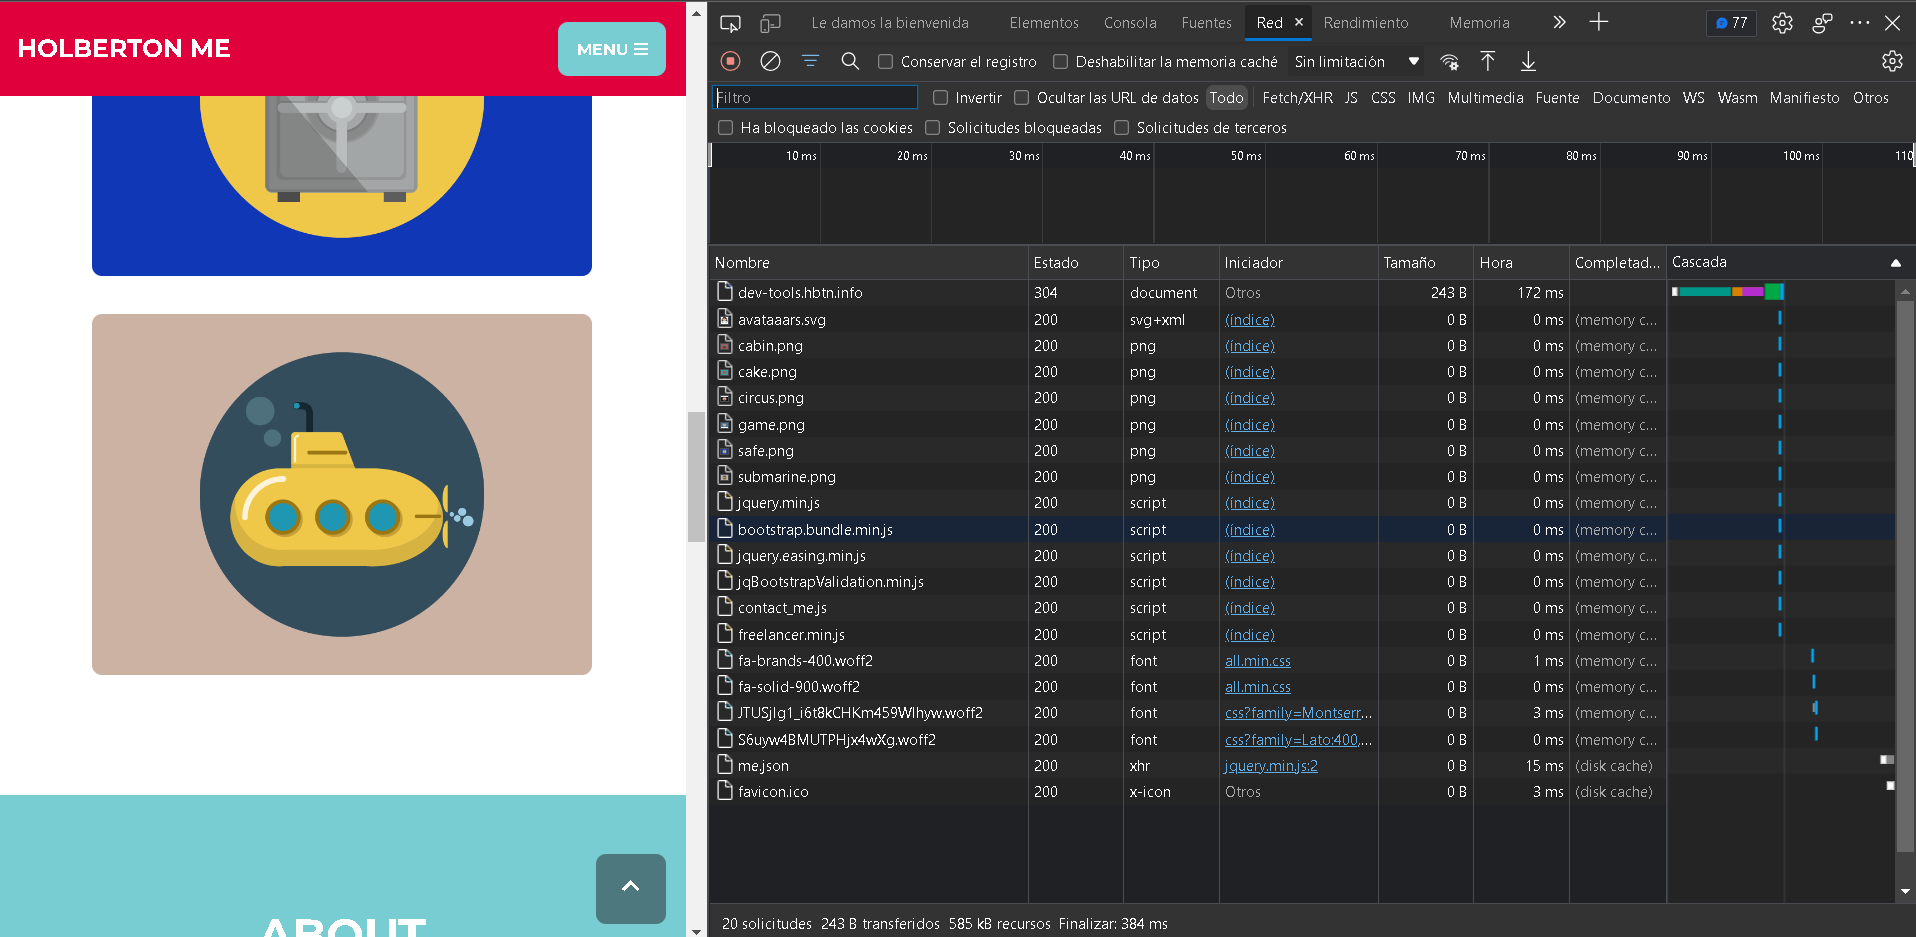 HOLBERTON ME
MENU
ABOUT
Le damos la bienvenida Elementos Consola Fuentes Red Rendimiento Memoria 77
Conservar el registro Deshabilitar la memoria caché Sin limitación
Filtro Invertir Ocultar las URL de datos Todo Fetch/XHR JS CSS IMG Multimedia Fuente Documento WS Wasm Manifiesto Otros
Ha bloqueado las cookies Solicitudes bloqueadas Solicitudes de terceros
10 ms 20 ms 30 ms 40 ms 50 ms 60 ms 70 ms 80 ms 90 ms 100 ms 110
Nombre Estado Tipo Iniciador Tamaño Hora Completad... Cascada
dev-tools.hbtn.info 304 document Otros 243 B 172 ms
avataaars.svg 200 svg+xml (índice) 0 B 0 ms (memory c...
cabin.png 200 png (índice) 0 B 0 ms (memory c...
cake.png 200 png (índice) 0 B 0 ms (memory c...
circus.png 200 png (índice) 0 B 0 ms (memory c...
game.png 200 png (índice) 0 B 0 ms (memory c...
safe.png 200 png (índice) 0 B 0 ms (memory c...
submarine.png 200 png (índice) 0 B 0 ms (memory c...
jquery.min.js 200 script (índice) 0 B 0 ms (memory c...
bootstrap.bundle.min.js 200 script (índice) 0 B 0 ms (memory c...
jquery.easing.min.js 200 script (índice) 0 B 0 ms (memory c...
jqBootstrapValidation.min.js 200 script (índice) 0 B 0 ms (memory c...
contact_me.js 200 script (índice) 0 B 0 ms (memory c...
freelancer.min.js 200 script (índice) 0 B 0 ms (memory c...
fa-brands-400.woff2 200 font all.min.css 0 B 1 ms (memory c...
fa-solid-900.woff2 200 font all.min.css 0 B 0 ms (memory c...
JTUSjIg1_i6t8kCHKm459Wlhyw.woff2 200 font css?family=Montserr... 0 B 3 ms (memory c...
S6uyw4BMUTPHjx4wXg.woff2 200 font css?family=Lato:400,... 0 B 0 ms (memory c...
me.json 200 xhr jquery.min.js:2 0 B 15 ms (disk cache)
favicon.ico 200 x-icon Otros 0 B 3 ms (disk cache)
20 solicitudes 243 B transferidos 585 kB recursos Finalizar: 384 ms